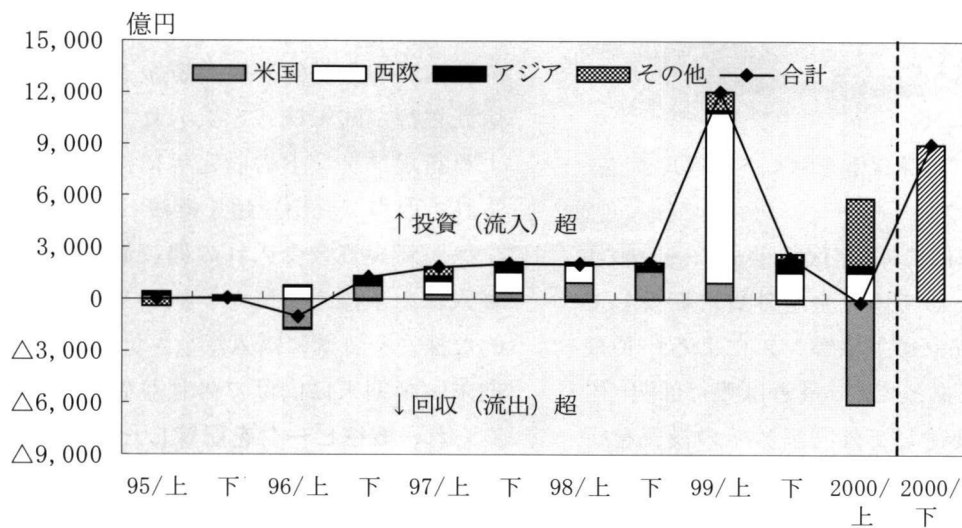 億円
15,000
12,000
9,000
6,000
3,000
0
△3,000
△6,000
△9,000
米国 西欧 アジア その他 合計
↑投資（流入）超
↓回収（流出）超
95/上 下 96/上 下 97/上 下 98/上 下 99/上 下 2000/上 2000/下